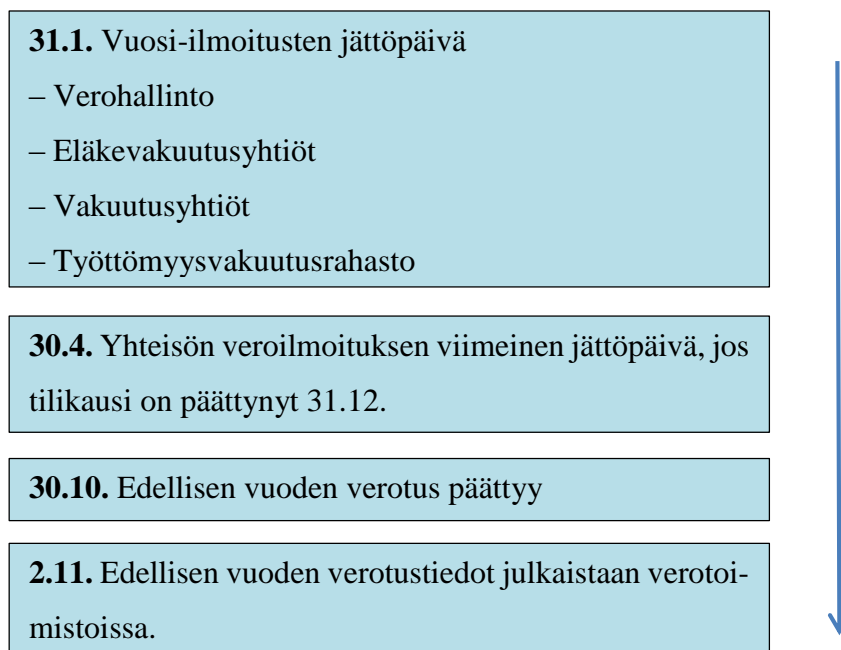 31.1. Vuosi-ilmoitusten jättöpäivä
– Verohallinto
– Eläkevakuutusyhtiöt
– Vakuutusyhtiöt
– Työttömyysvakuutusrahasto
30.4. Yhteisön veroilmoituksen viimeinen jättöpäivä, jos
tilikausi on päättynyt 31.12.
30.10. Edellisen vuoden verotus päättyy
2.11. Edellisen vuoden verotustiedot julkaistaan verotoi-
mistoissa.